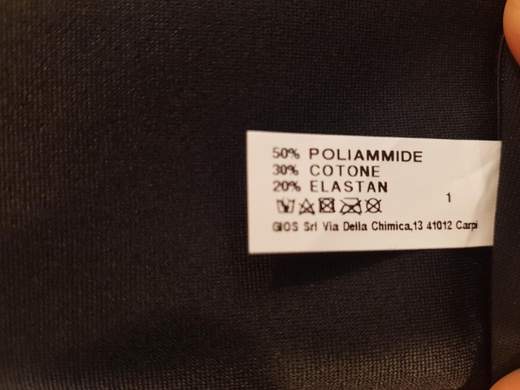 50% POLIAMMIDE
30% COTONE
20% ELASTAN
1
GIOS Srl Via Della Chimica,13 41012 Carpi